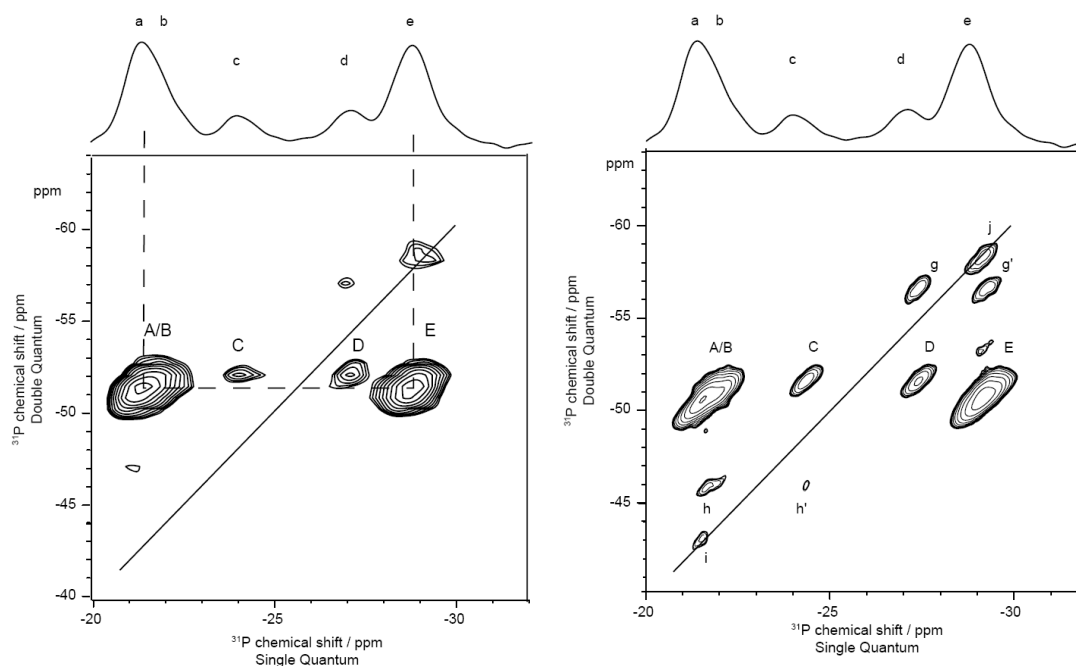 a b
c
d
e
ppm
-60
-55
-50
-45
-40
-20
-25
-30
A/B
C
D
E
31P chemical shift / ppm
Double Quantum
31P chemical shift / ppm
Single Quantum
a b
c
d
e
ppm
-60
-55
-50
-45
-20
-25
-30
j
g
g'
A/B
C
D
E
h
h'
i
31P chemical shift / ppm
Double Quantum
31P chemical shift / ppm
Single Quantum